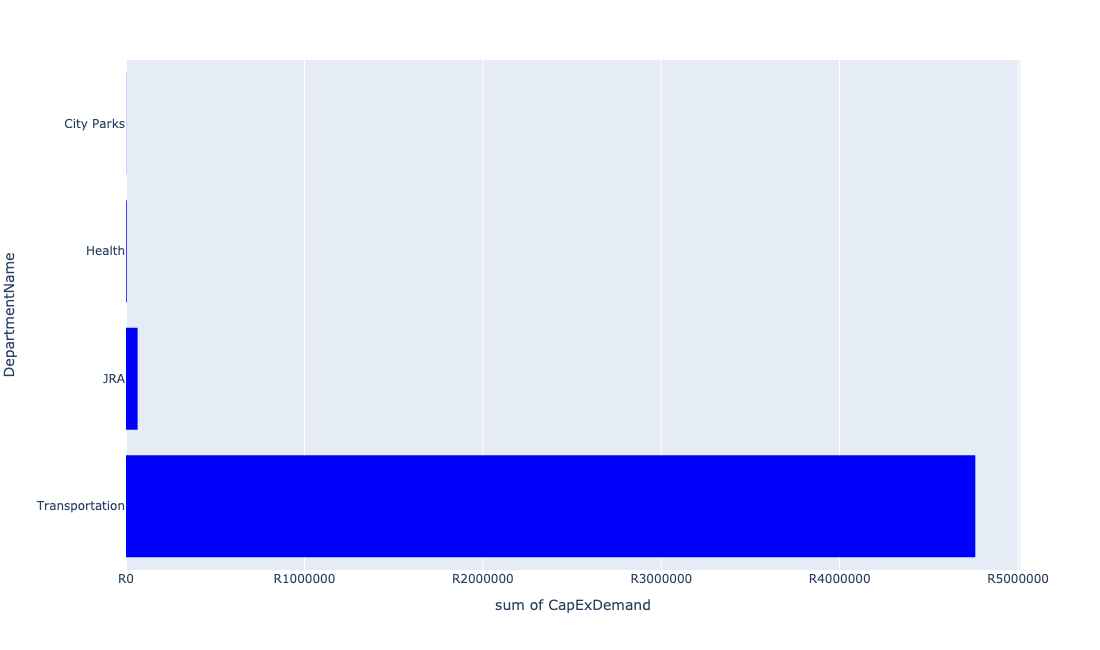 City Parks
Health
JRA
Transportation
DepartmentName
R0
R1000000
R2000000
R3000000
R4000000
R5000000
sum of CapExDemand